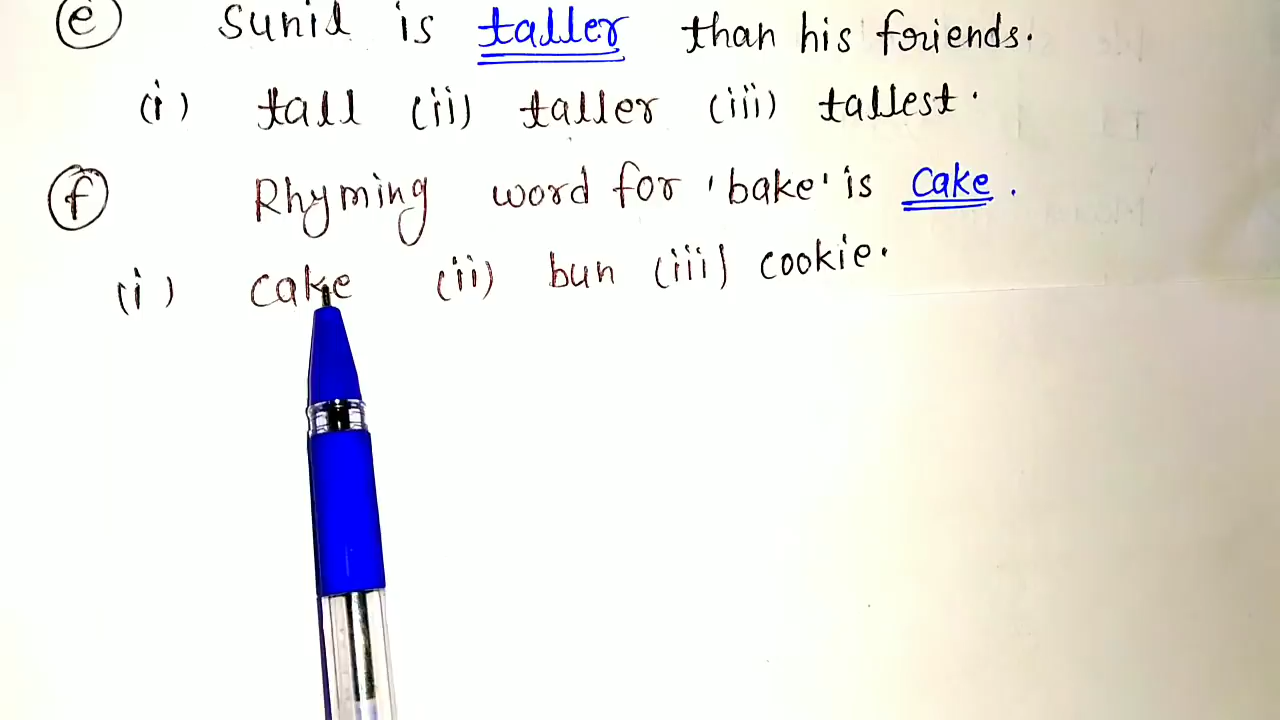 (e) Sunil is taller than his friends.
(i) tall (ii) taller (iii) tallest.
(f) Rhyming word for 'bake' is Cake.
(i) cake (ii) bun (iii) cookie.